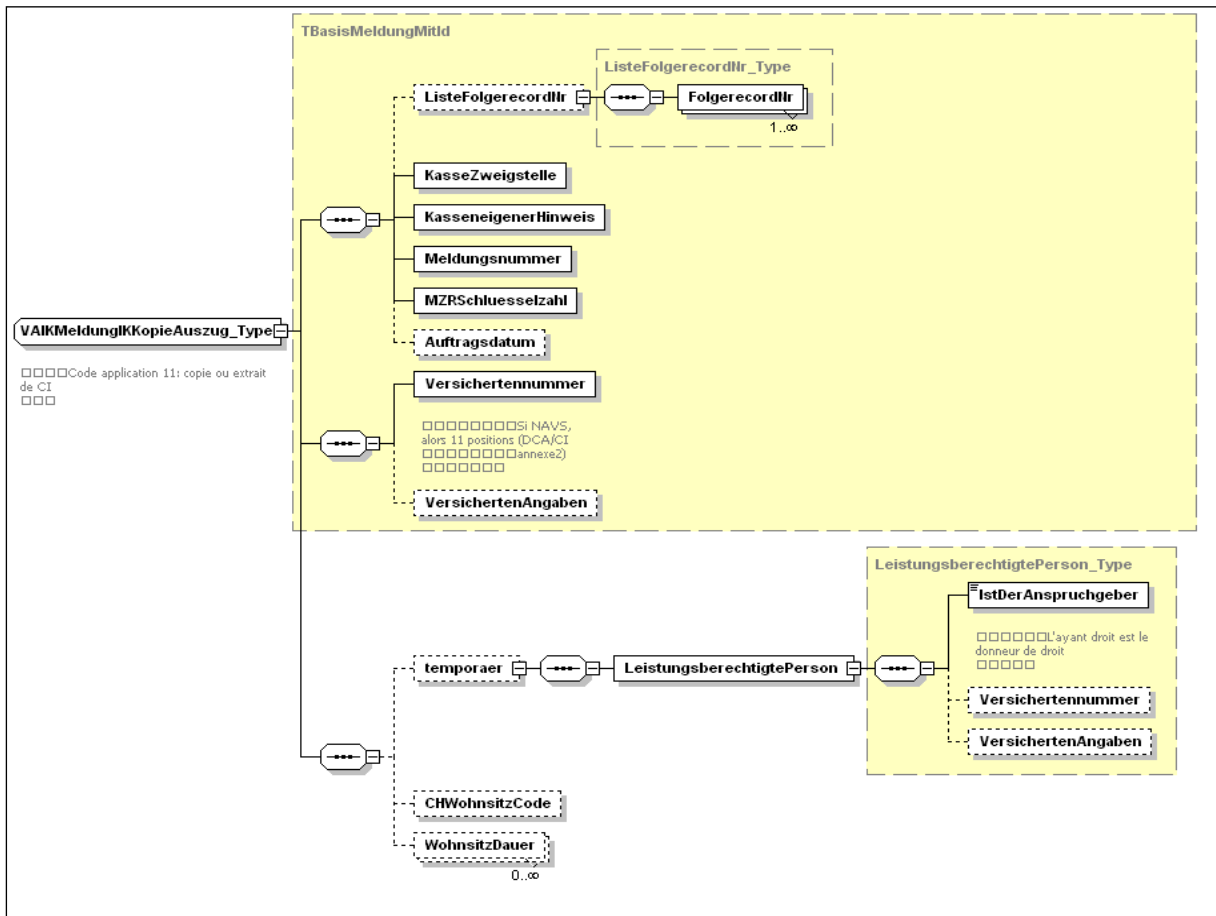 TBasisMeldungMitId
ListeFolgerecordNr_Type
ListeFolgerecordNr
FolgerecordNr
1..∞
KasseZweigstelle
KasseneigenerHinweis
Meldungsnummer
MZRSchluesselzahl
VAIKMeldungIKKopieAuszug_Type
Auftragsdatum
□□□□Code application 11: copie ou extrait
de CI
□□□
Versichertennummer
□□□□□□□□Si NAVS,
alors 11 positions (DCA/CI
□□□□□□□□annexe2)
□□□□□□□
VersichertenAngaben
LeistungsberechtigtePerson_Type
IstDerAnspruchgeber
□□□□□□L'ayant droit est le
donneur de droit
□□□□□
temporaer
LeistungsberechtigtePerson
Versichertennummer
VersichertenAngaben
CHWohnsitzCode
WohnsitzDauer
0..∞